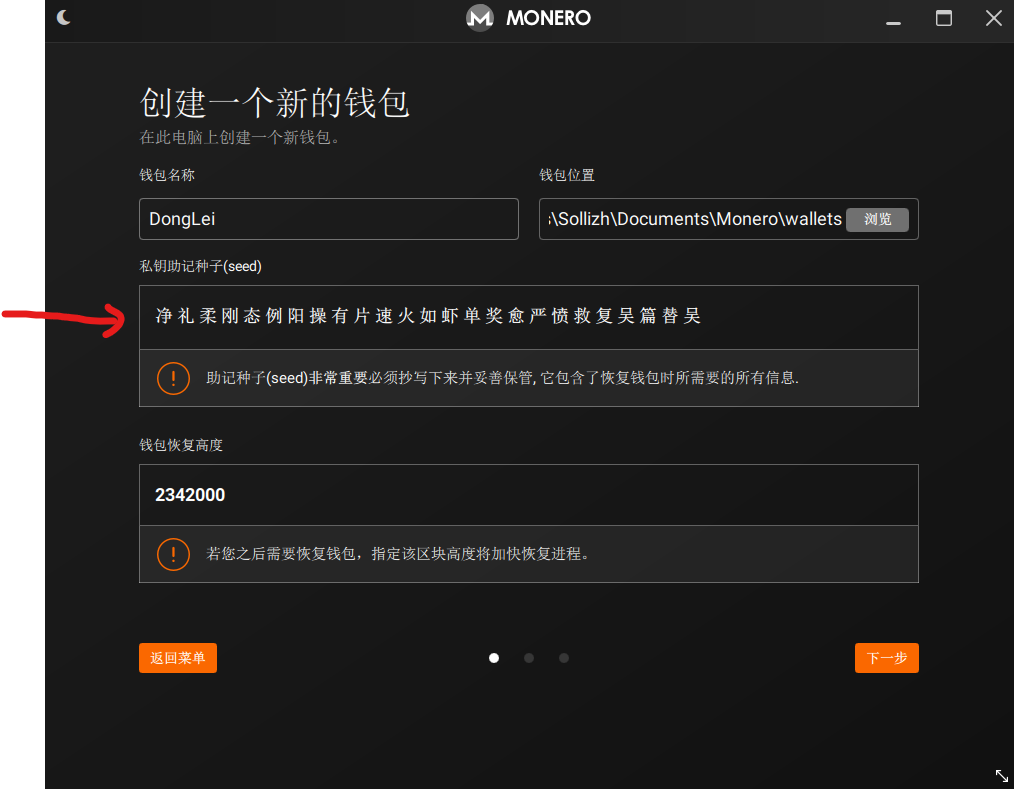 MONERO
创建一个新的钱包
在此电脑上创建一个新钱包。
钱包名称
钱包位置
DongLei
s\Sollizh\Documents\Monero\wallets
浏览
私钥助记种子(seed)
净 礼 柔 刚 态 例 阳 操 有 片 速 火 如 虾 单 奖 愈 严 愤 救 复 吴 篇 替 吴
助记种子(seed)非常重要必须抄写下来并妥善保管, 它包含了恢复钱包时所需要的所有信息.
钱包恢复高度
2342000
若您之后需要恢复钱包，指定该区块高度将加快恢复进程。
返回菜单
下一步